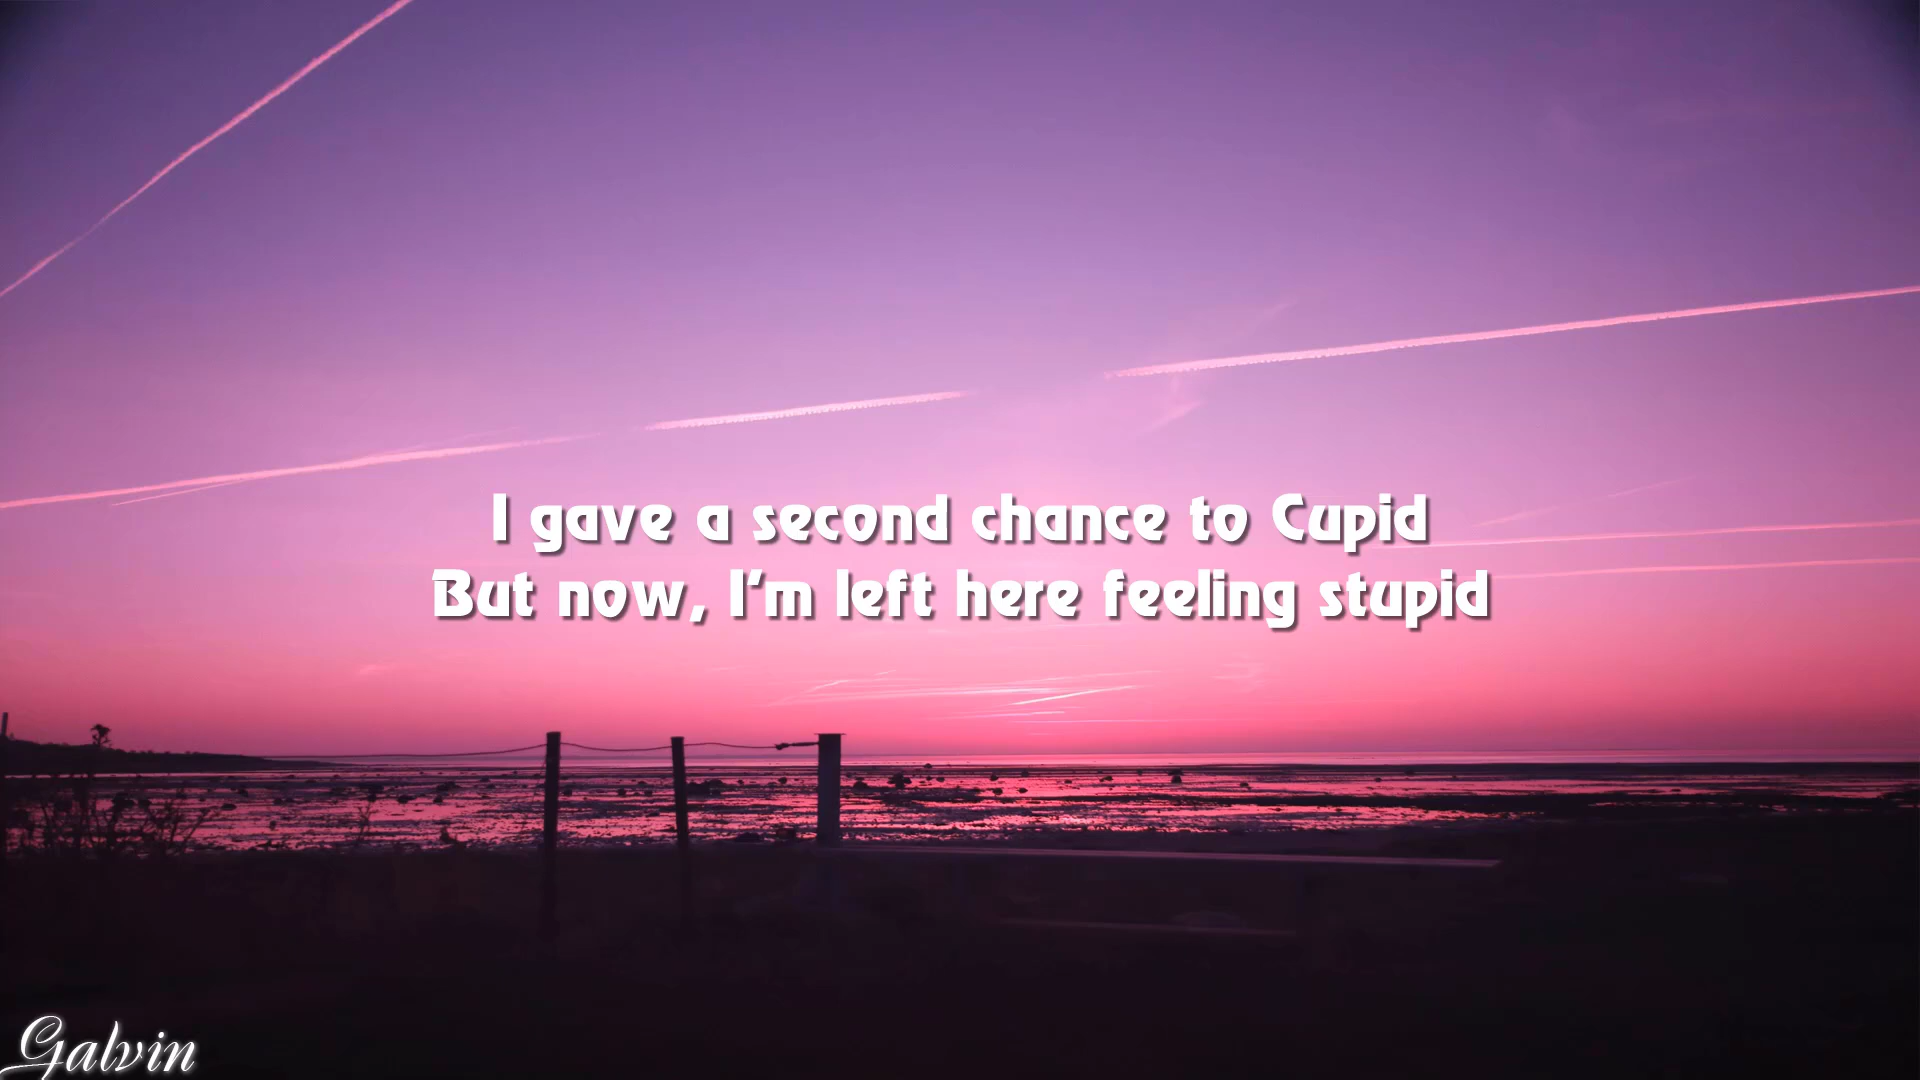 I gave a second chance to Cupid
But now, I'm left here feeling stupid
Galvin